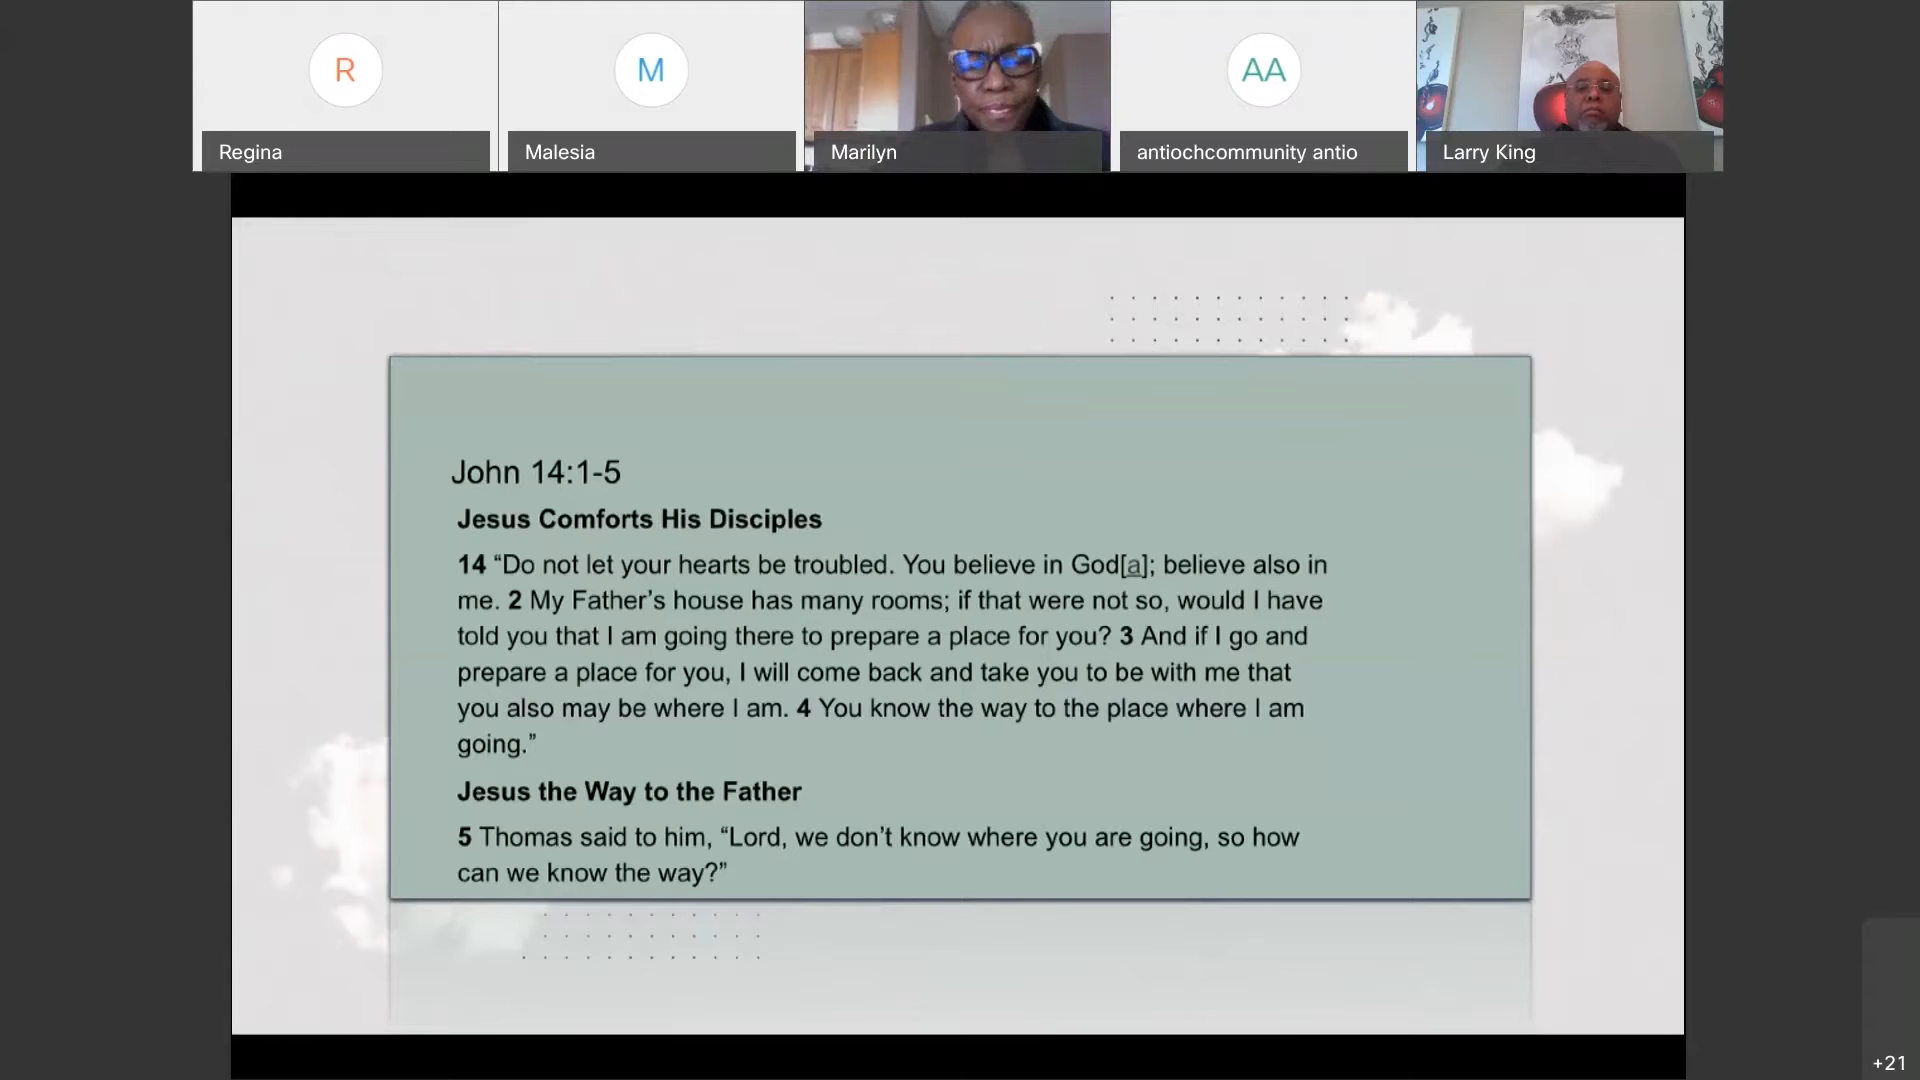 R
M
AA
Regina
Malesia
Marilyn
antiochcommunity antio
Larry King
John 14:1-5
Jesus Comforts His Disciples
14 “Do not let your hearts be troubled. You believe in God[a]; believe also in
me. 2 My Father’s house has many rooms; if that were not so, would I have
told you that I am going there to prepare a place for you? 3 And if I go and
prepare a place for you, I will come back and take you to be with me that
you also may be where I am. 4 You know the way to the place where I am
going.”
Jesus the Way to the Father
5 Thomas said to him, “Lord, we don’t know where you are going, so how
can we know the way?”
+21